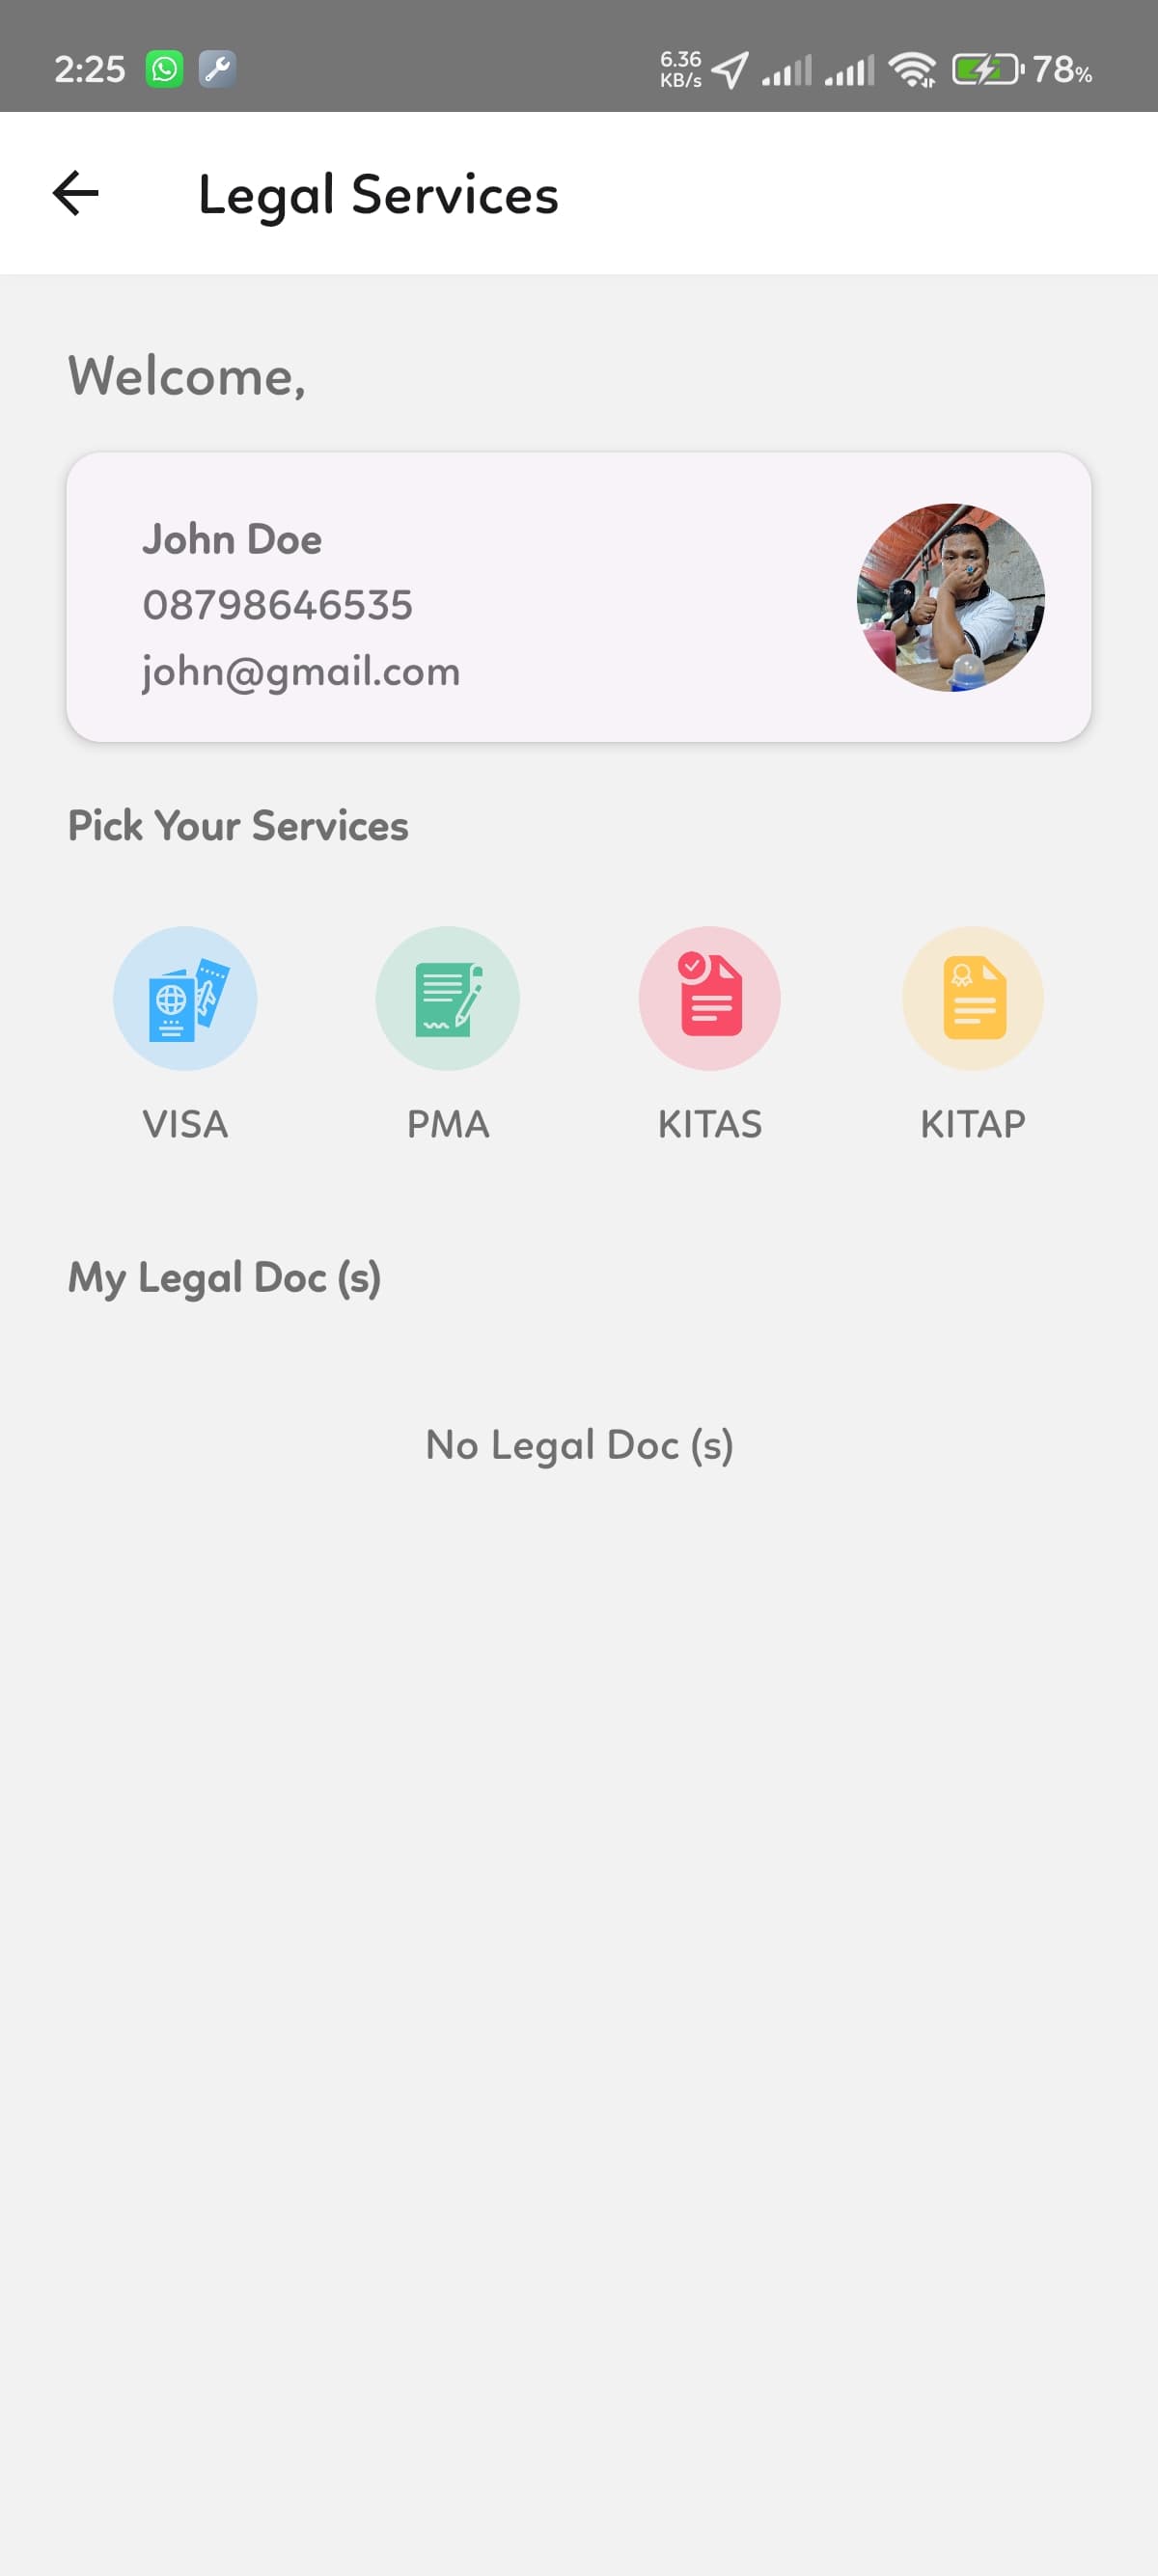 2:25
6.36
KB/s
78%
Legal Services
Welcome,
John Doe
08798646535
john@gmail.com
Pick Your Services
VISA
PMA
KITAS
KITAP
My Legal Doc (s)
No Legal Doc (s)